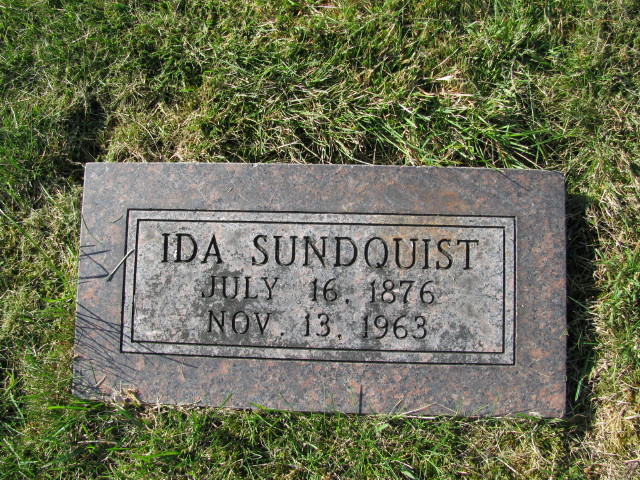 IDA SUNDQUIST
JULY 16, 1876
NOV. 13, 1963